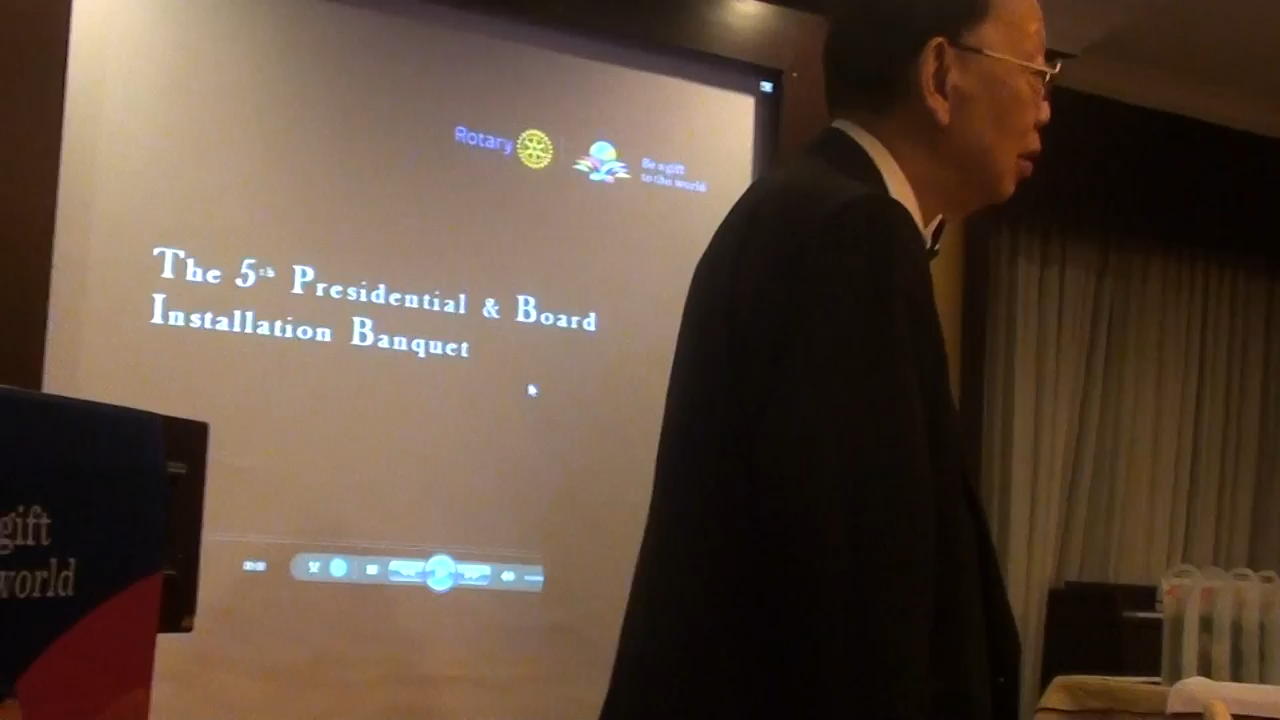 Rotary
Be a gift
to the world
The 5th Presidential & Board
Installation Banquet
gift
world